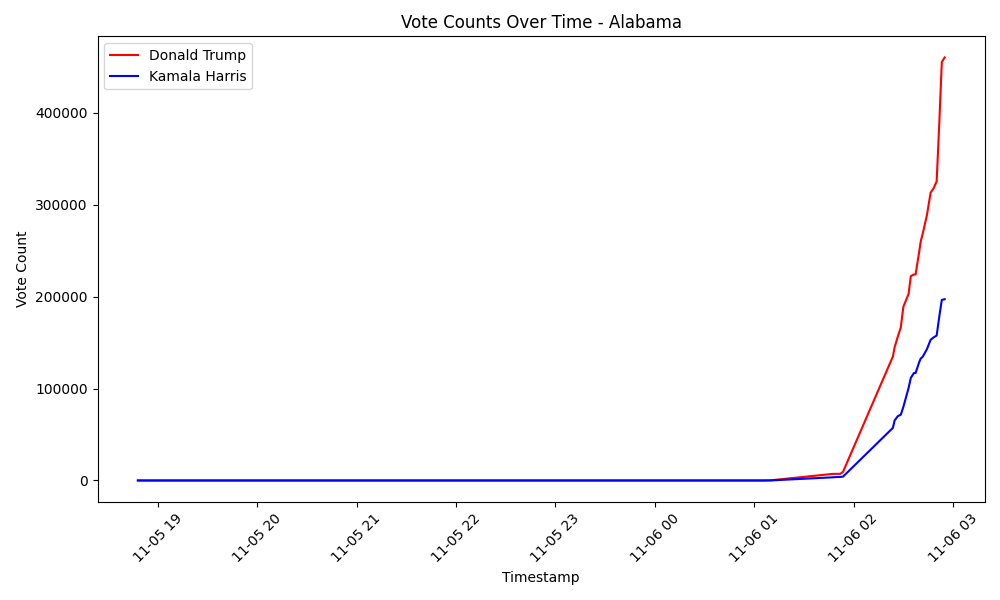 Vote Counts Over Time - Alabama
Donald Trump
Kamala Harris
Vote Count
400000
300000
200000
100000
0
11-05 19
11-05 20
11-05 21
11-05 22
11-05 23
11-06 00
11-06 01
11-06 02
11-06 03
Timestamp